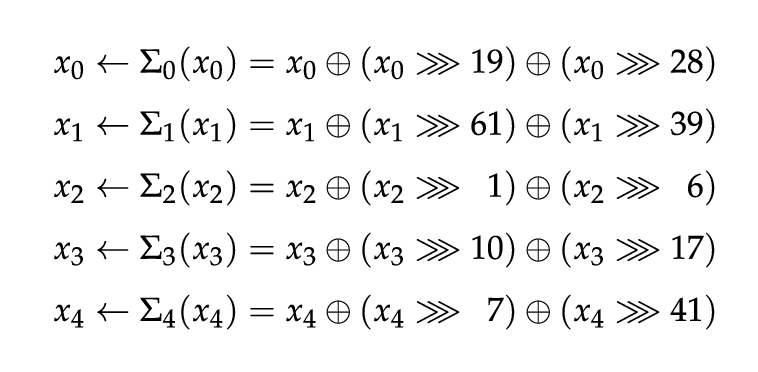 x₀ ← Σ₀(x₀) = x₀ ⊕ (x₀ ⋙ 19) ⊕ (x₀ ⋙ 28)
x₁ ← Σ₁(x₁) = x₁ ⊕ (x₁ ⋙ 61) ⊕ (x₁ ⋙ 39)
x₂ ← Σ₂(x₂) = x₂ ⊕ (x₂ ⋙ 1) ⊕ (x₂ ⋙ 6)
x₃ ← Σ₃(x₃) = x₃ ⊕ (x₃ ⋙ 10) ⊕ (x₃ ⋙ 17)
x₄ ← Σ₄(x₄) = x₄ ⊕ (x₄ ⋙ 7) ⊕ (x₄ ⋙ 41)